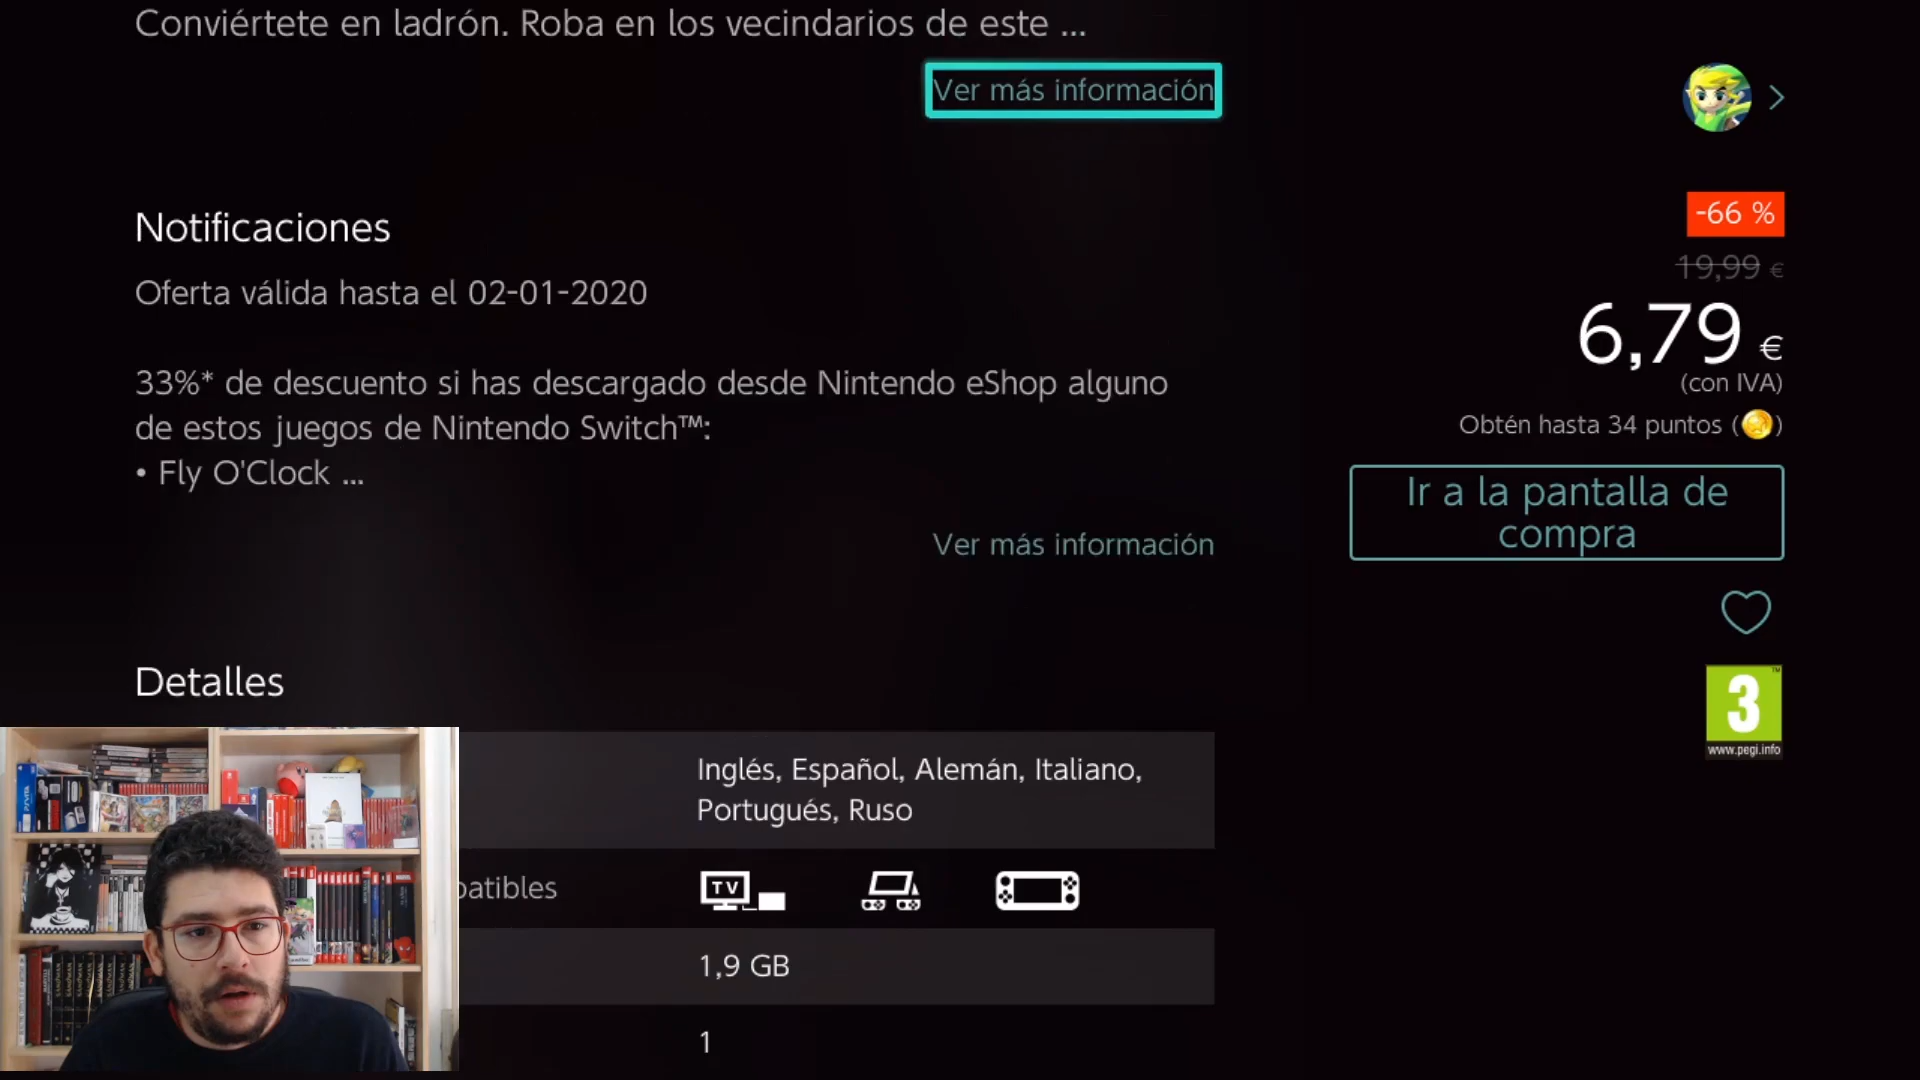 Conviértete en ladrón. Roba en los vecindarios de este ...
Ver más información
Notificaciones
Oferta válida hasta el 02-01-2020
33%* de descuento si has descargado desde Nintendo eShop alguno
de estos juegos de Nintendo Switch™:
• Fly O'Clock ...
Ver más información
-66 %
19,99 €
6,79 €
(con IVA)
Obtén hasta 34 puntos ( )
Ir a la pantalla de
compra
3
www.pegi.info
Detalles
Inglés, Español, Alemán, Italiano,
Portugués, Ruso
patibles
TV
1,9 GB
1